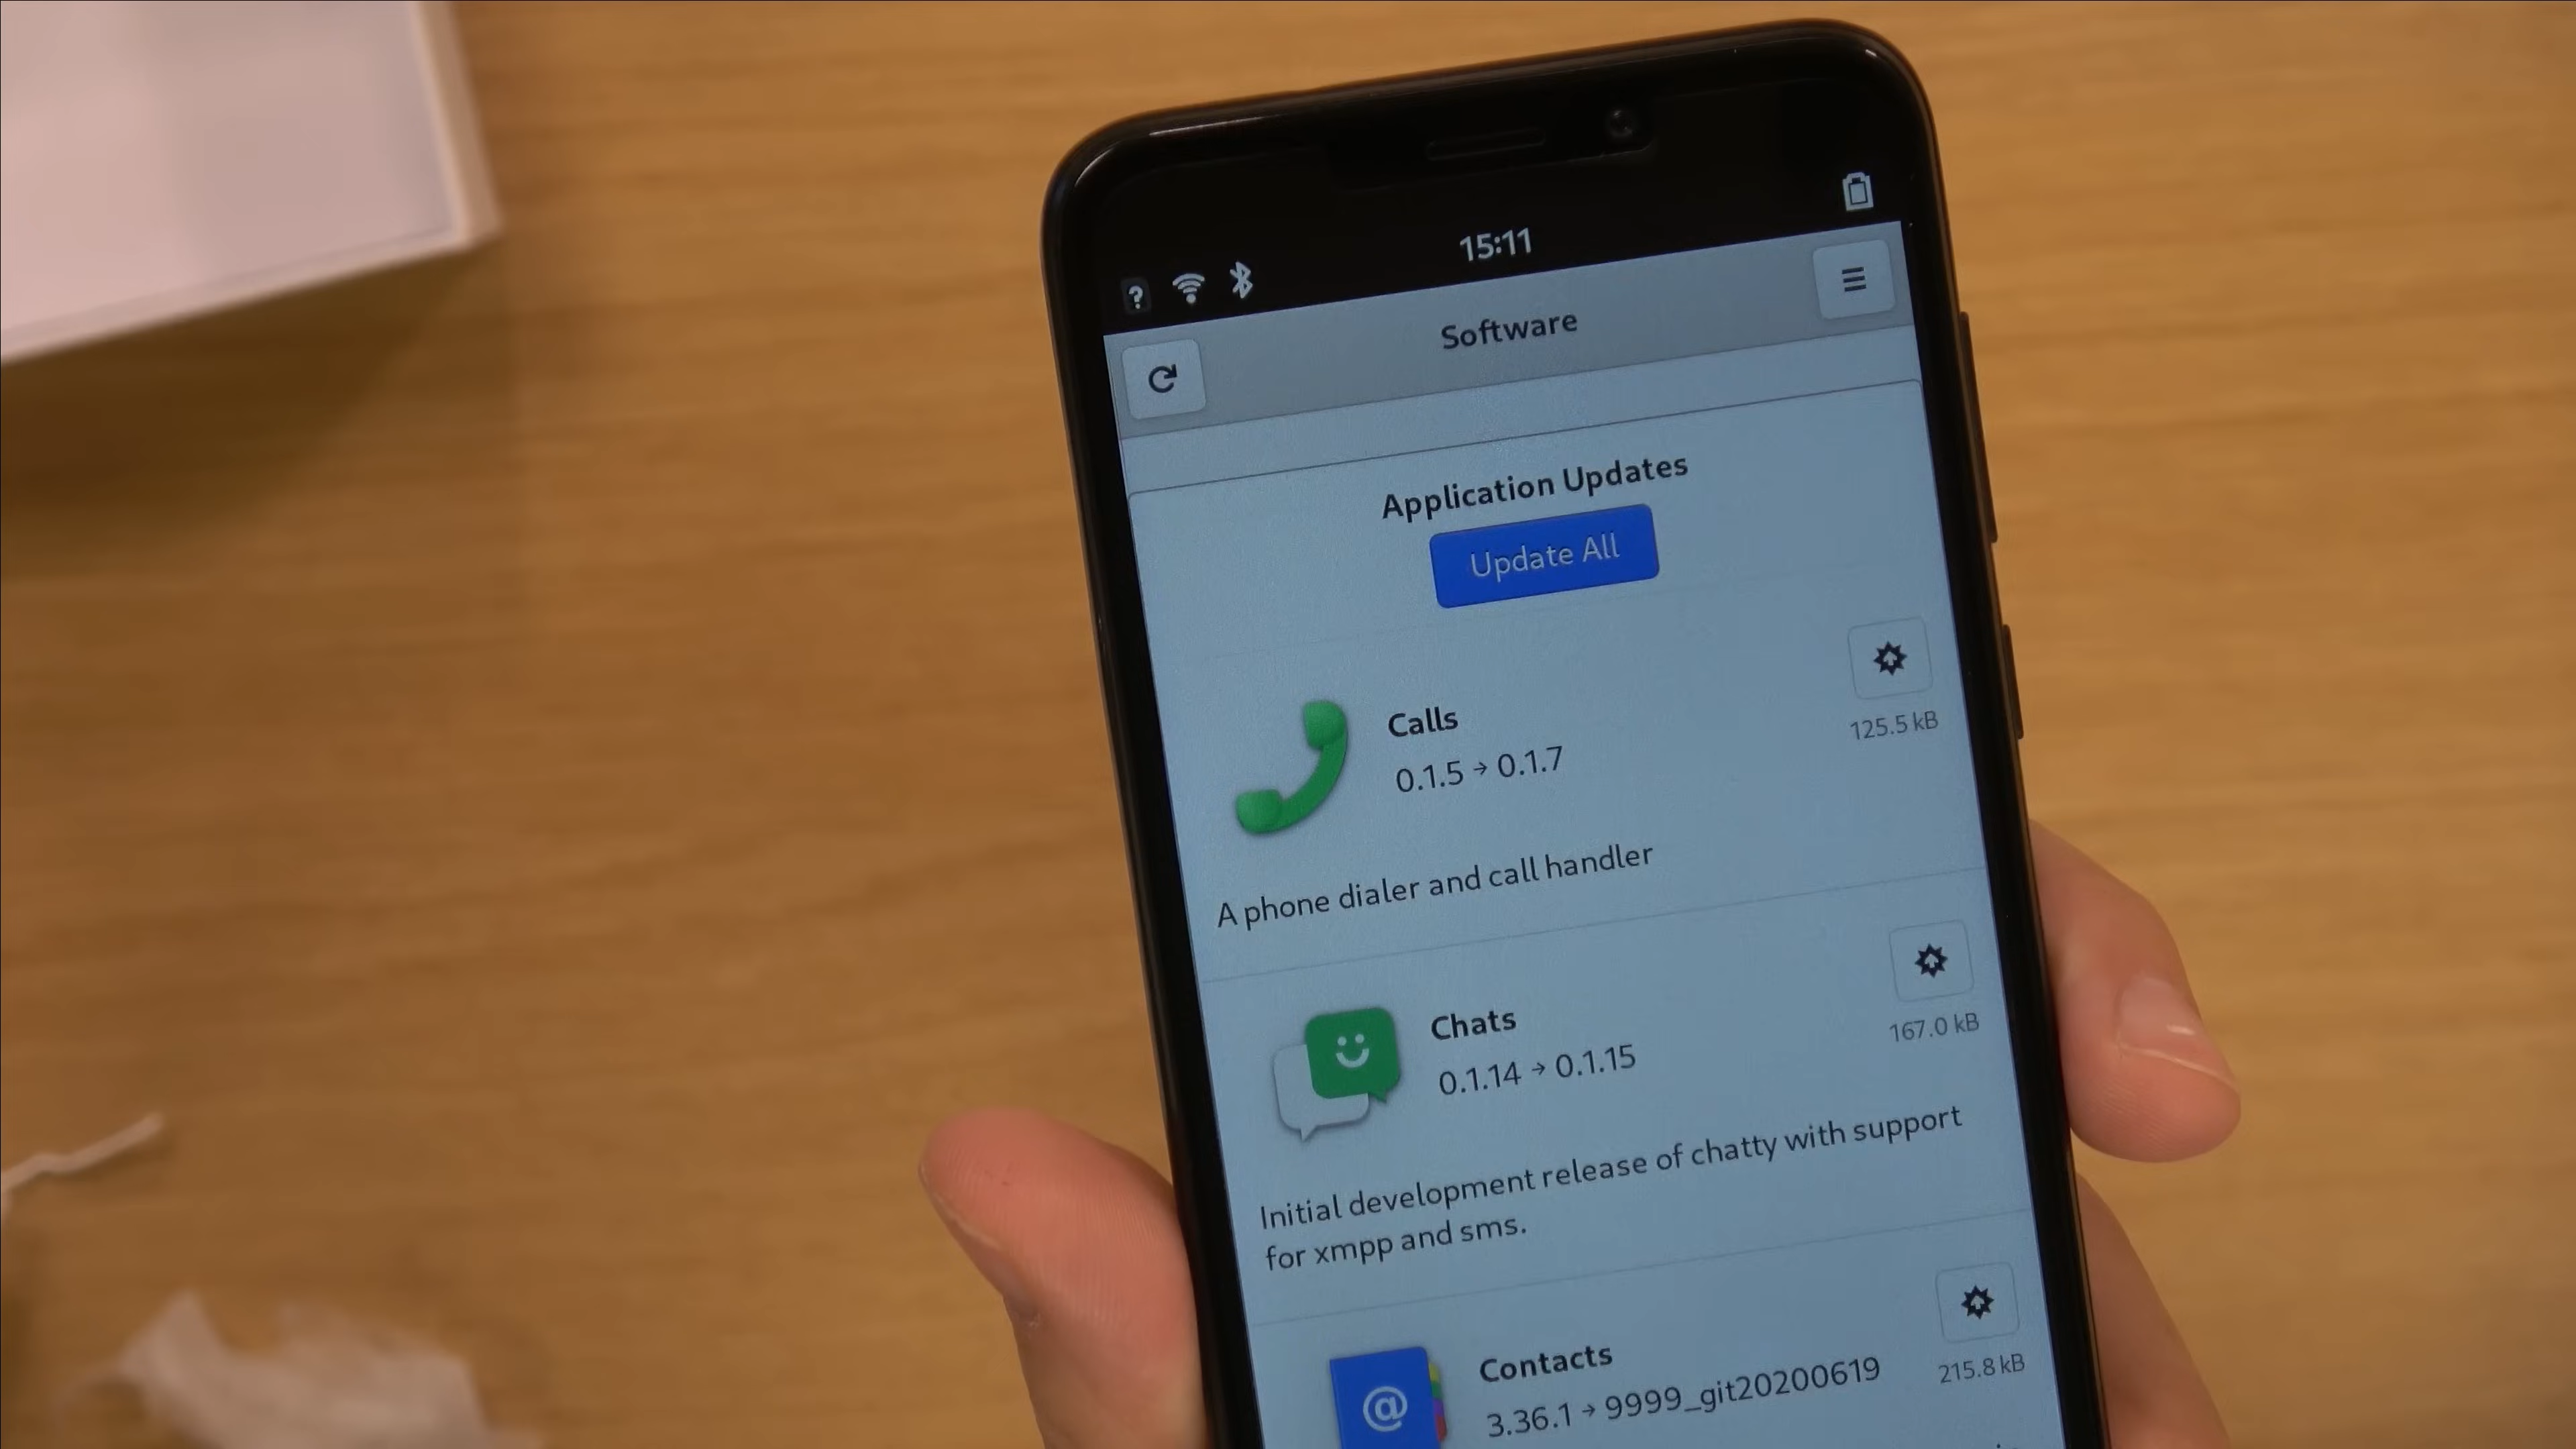 15:11
?
Software
Application Updates
Update All
Calls
0.1.5 → 0.1.7
125.5 kB
A phone dialer and call handler
Chats
0.1.14 → 0.1.15
167.0 kB
Initial development release of chatty with support
for xmpp and sms.
@
Contacts
3.36.1 → 9999_git20200619
215.8 kB